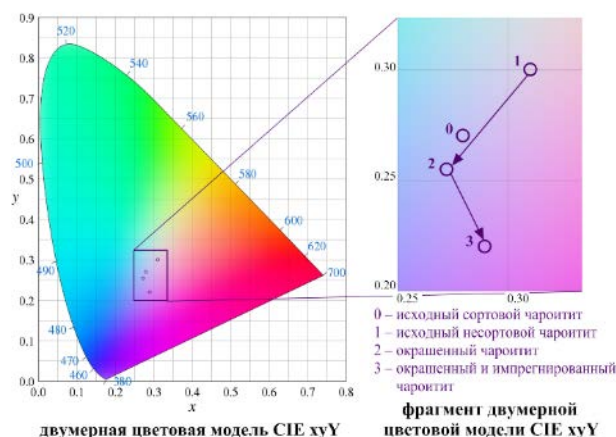 0.9
0.8
0.7
0.6
0.5
0.4
0.3
0.2
0.1
0.0
y
0.0 0.1 0.2 0.3 0.4 0.5 0.6 0.7 0.8
x
520
540
560
580
600
620
700
500
490
480
470
460
380
двумерная цветовая модель CIE xyY
0.30
0.25
0.20
0.25 0.30
1
0
2
3
0 – исходный сортовой чароитит
1 – исходный несортовой чароитит
2 – окрашенный чароитит
3 – окрашенный и импрегнированный
чароитит
фрагмент двумерной
цветовой модели CIE xyY